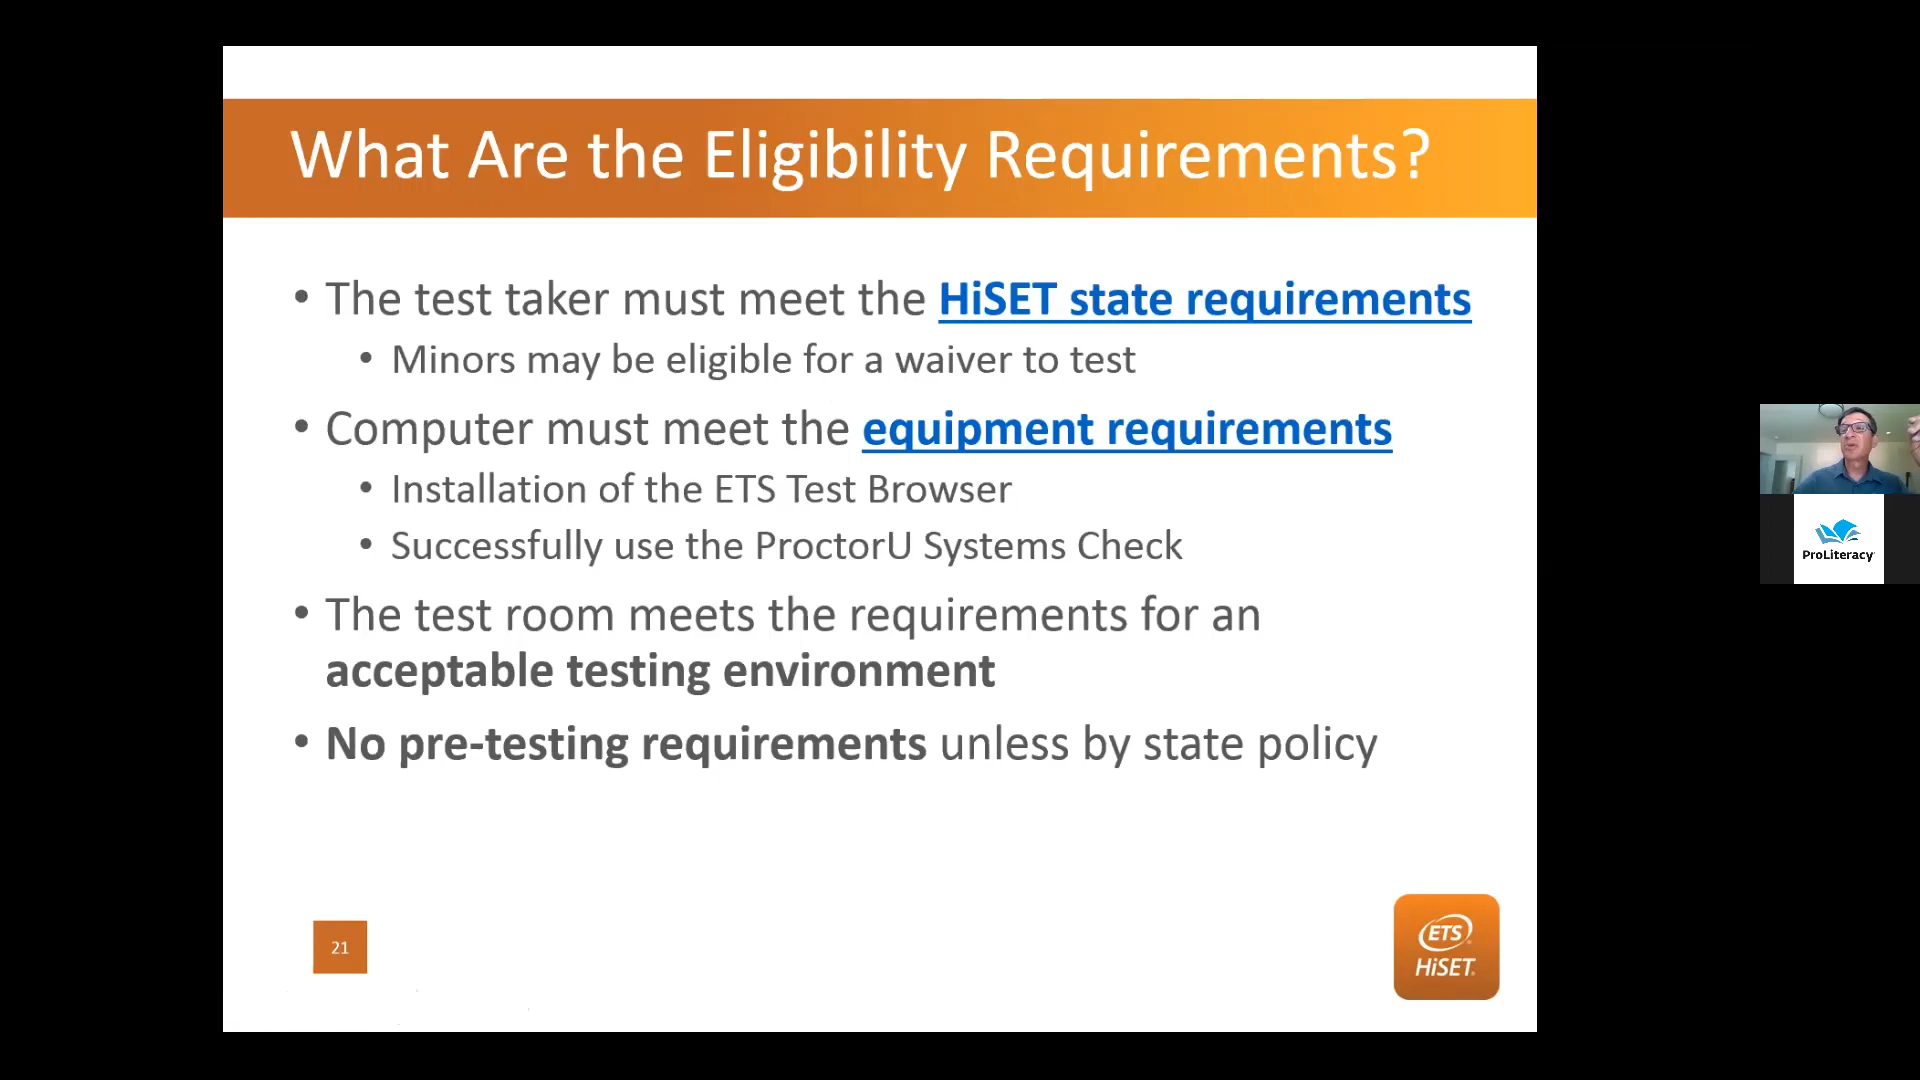 What Are the Eligibility Requirements?
• The test taker must meet the HiSET state requirements
• Minors may be eligible for a waiver to test
• Computer must meet the equipment requirements
• Installation of the ETS Test Browser
• Successfully use the ProctorU Systems Check
• The test room meets the requirements for an
acceptable testing environment
• No pre-testing requirements unless by state policy
21
ETS
HiSET
ProLiteracy